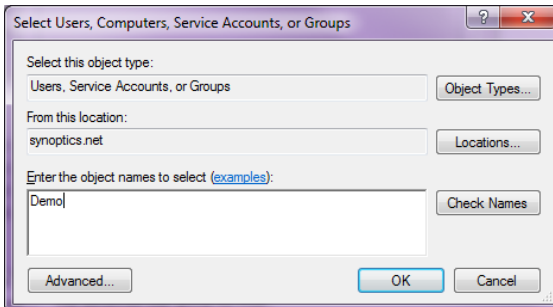 Select Users, Computers, Service Accounts, or Groups
?
X
Select this object type:
Users, Service Accounts, or Groups
Object Types...
From this location:
synoptics.net
Locations...
Enter the object names to select (examples):
Demo
Check Names
Advanced...
OK
Cancel